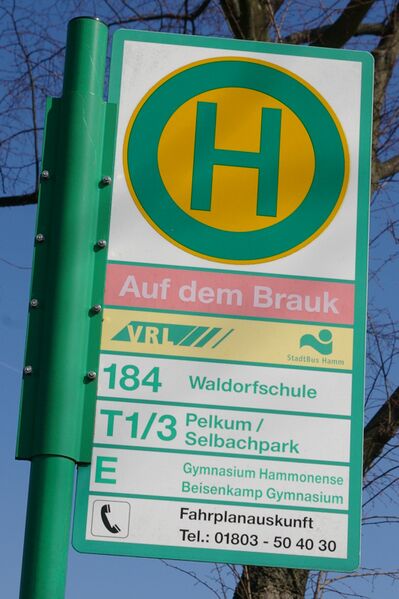 H
Auf dem Brauk
VRL
StadtBus Hamm
184 Waldorfschule
T1/3 Pelkum /
Selbachpark
E Gymnasium Hammonense
Beisenkamp Gymnasium
Fahrplanauskunft
Tel.: 01803 - 50 40 30